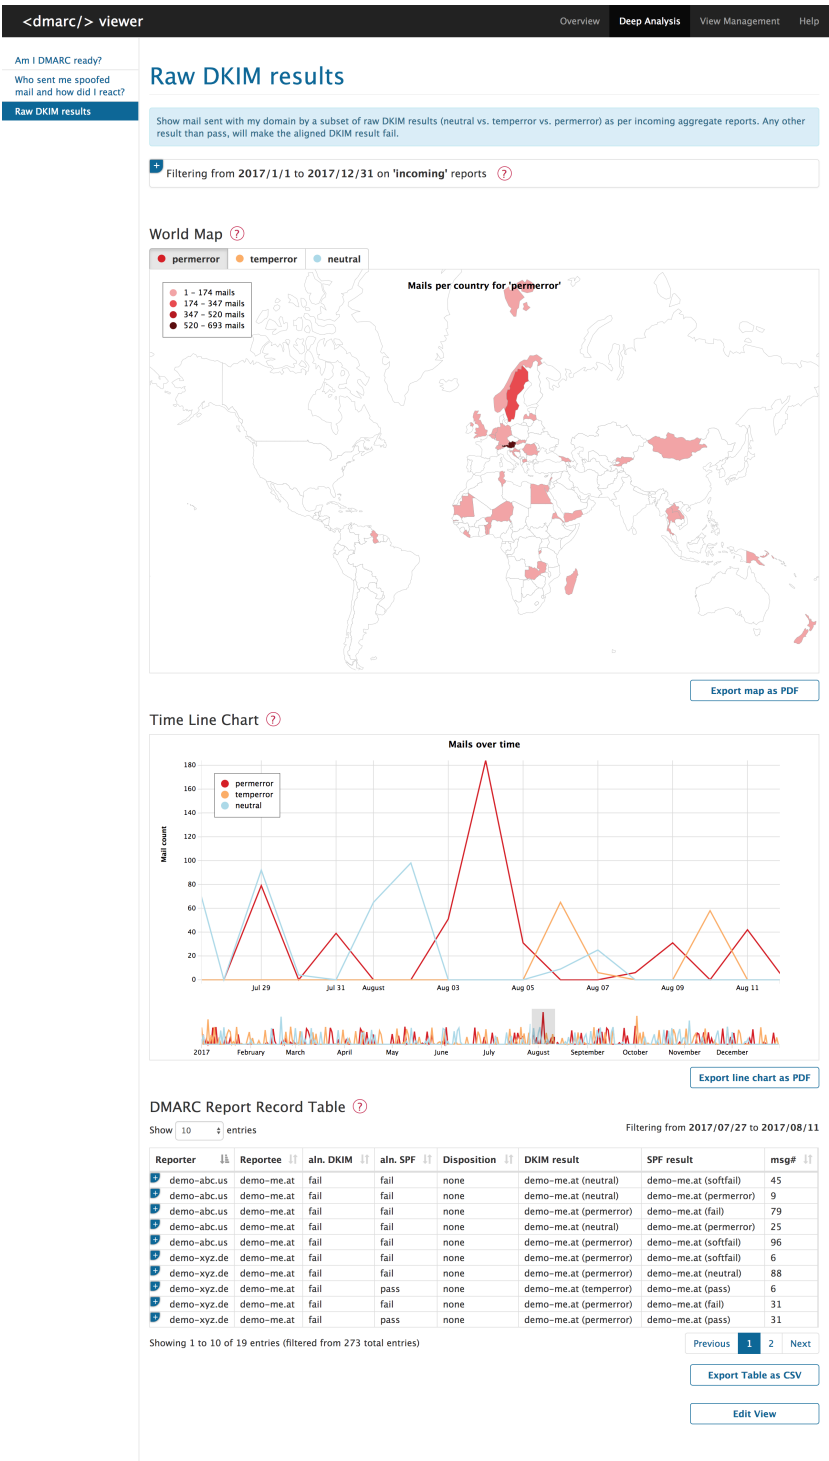 <dmarc/> viewer
Overview Deep Analysis View Management Help
Am I DMARC ready?
Who sent me spoofed
mail and how did I react?
Raw DKIM results
Raw DKIM results
Show mail sent with my domain by a subset of raw DKIM results (neutral vs. temperror vs. permerror) as per incoming aggregate reports. Any other
result than pass, will make the aligned DKIM result fail.
+ Filtering from 2017/1/1 to 2017/12/31 on 'incoming' reports ?
World Map ?
permerror temperror neutral
Mails per country for 'permerror'
1 - 174 mails
174 - 347 mails
347 - 520 mails
520 - 693 mails
Export map as PDF
Time Line Chart ?
Mails over time
Mail count
180
160
140
120
100
80
60
40
20
0
permerror
temperror
neutral
Jul 29 Jul 31 August Aug 03 Aug 05 Aug 07 Aug 09 Aug 11
2017 February March April May June July August September October November December
Export line chart as PDF
DMARC Report Record Table ?
Show 10 entries
Filtering from 2017/07/27 to 2017/08/11
Reporter Reportee aln. DKIM aln. SPF Disposition DKIM result SPF result msg#
+ demo-abc.us demo-me.at fail fail none demo-me.at (neutral) demo-me.at (softfail) 45
+ demo-abc.us demo-me.at fail fail none demo-me.at (neutral) demo-me.at (permerror) 9
+ demo-abc.us demo-me.at fail fail none demo-me.at (permerror) demo-me.at (fail) 79
+ demo-abc.us demo-me.at fail fail none demo-me.at (neutral) demo-me.at (permerror) 25
+ demo-abc.us demo-me.at fail fail none demo-me.at (permerror) demo-me.at (softfail) 96
+ demo-xyz.de demo-me.at fail fail none demo-me.at (permerror) demo-me.at (softfail) 6
+ demo-xyz.de demo-me.at fail fail none demo-me.at (permerror) demo-me.at (neutral) 88
+ demo-xyz.de demo-me.at fail pass none demo-me.at (temperror) demo-me.at (pass) 6
+ demo-xyz.de demo-me.at fail fail none demo-me.at (permerror) demo-me.at (fail) 31
+ demo-xyz.de demo-me.at fail pass none demo-me.at (permerror) demo-me.at (pass) 31
Showing 1 to 10 of 19 entries (filtered from 273 total entries)
Previous 1 2 Next
Export Table as CSV
Edit View